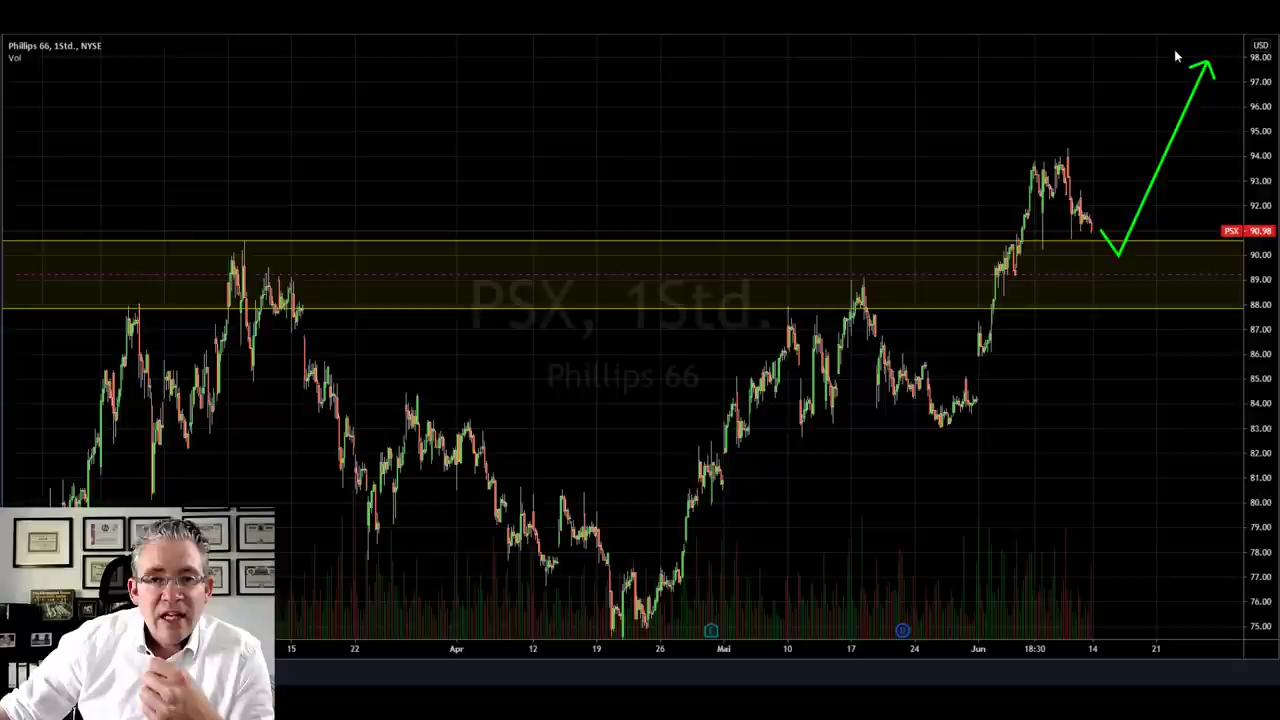 Phillips 66, 1Std., NYSE
Vol
USD
98.00
97.00
96.00
95.00
94.00
93.00
92.00
PSX 90.98
90.00
89.00
88.00
87.00
86.00
85.00
84.00
83.00
82.00
81.00
80.00
79.00
78.00
77.00
76.00
75.00
PSX, 1Std.
Phillips 66
E
D
15 22 Apr 12 19 26 Mai 10 17 24 Jun 18:30 14 21